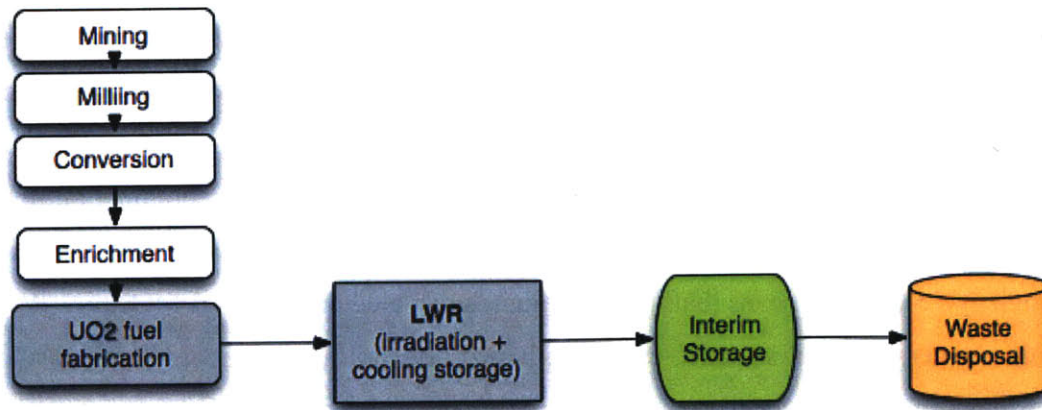 Mining
Milliing
Conversion
Enrichment
UO2 fuel
fabrication
LWR
(irradiation +
cooling storage)
Interim
Storage
Waste
Disposal